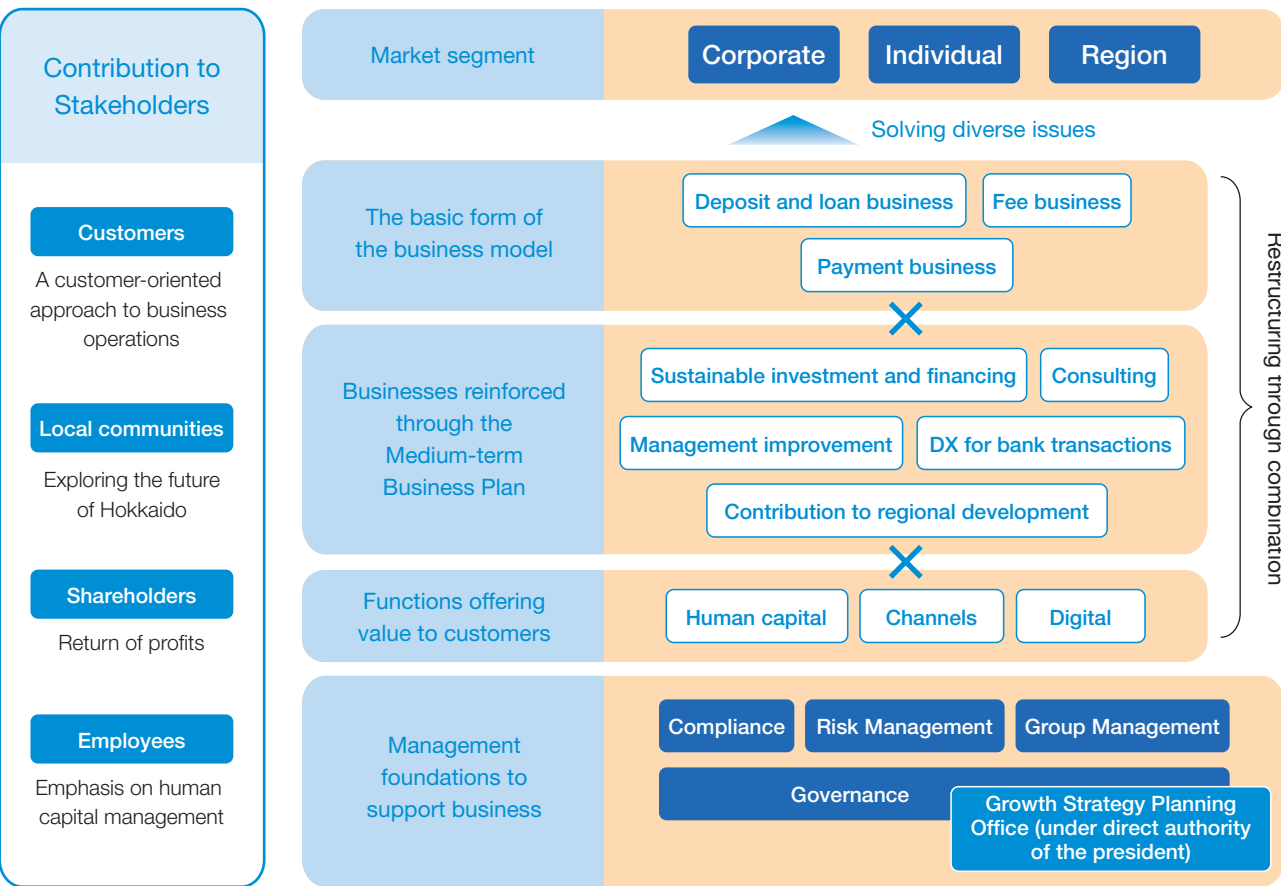 Contribution to
Stakeholders
Customers
A customer-oriented
approach to business
operations
Local communities
Exploring the future
of Hokkaido
Shareholders
Return of profits
Employees
Emphasis on human
capital management
Market segment
Corporate
Individual
Region
Solving diverse issues
The basic form of
the business model
Deposit and loan business
Fee business
Payment business
Businesses reinforced
through the
Medium-term
Business Plan
Sustainable investment and financing
Consulting
Management improvement
DX for bank transactions
Contribution to regional development
Functions offering
value to customers
Human capital
Channels
Digital
Restructuring through combination
Management
foundations to
support business
Compliance
Risk Management
Group Management
Governance
Growth Strategy Planning
Office (under direct authority
of the president)